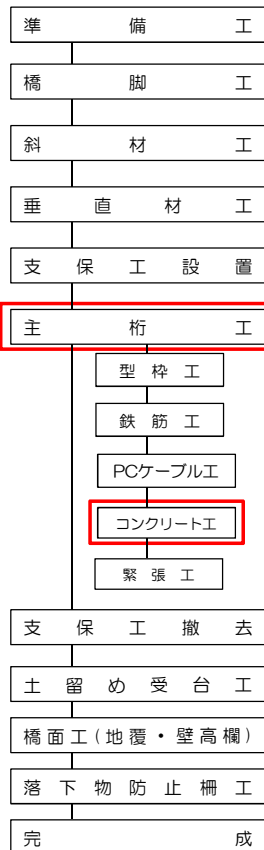 準備工
橋脚工
斜材工
垂直材工
支保工設置
主桁工
型枠工
鉄筋工
PCケーブル工
コンクリート工
緊張工
支保工撤去
土留め受台工
橋面工(地覆・壁高欄)
落下物防止柵工
完成